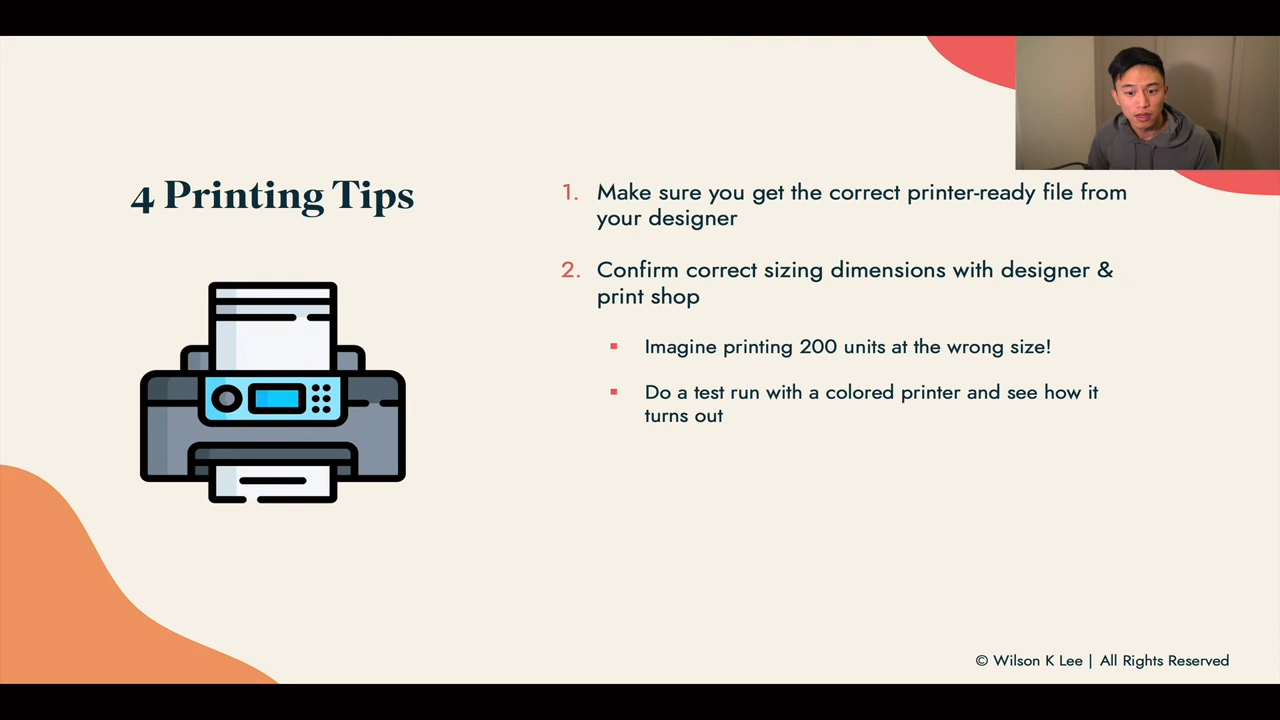 4 Printing Tips
1. Make sure you get the correct printer-ready file from
your designer
2. Confirm correct sizing dimensions with designer &
print shop
▪ Imagine printing 200 units at the wrong size!
▪ Do a test run with a colored printer and see how it
turns out
© Wilson K Lee | All Rights Reserved